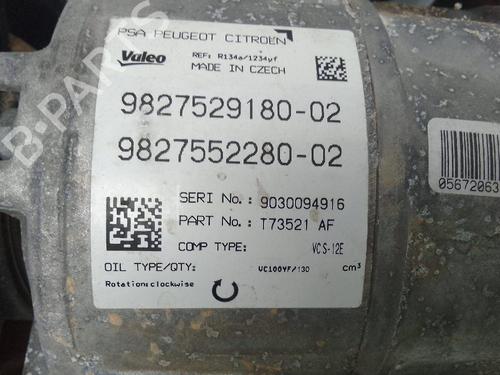 PSA PEUGEOT CITROËN
Valeo
REF: R134a/1234yf
MADE IN CZECH
9827529180-02
9827552280-02
SERI No.: 9030094916
PART No.: T73521 AF
COMP TYPE: VCS-12E
OIL TYPE/QTY: VC100YF/130 cm³
Rotation:clockwise
05672063
B-PARTS